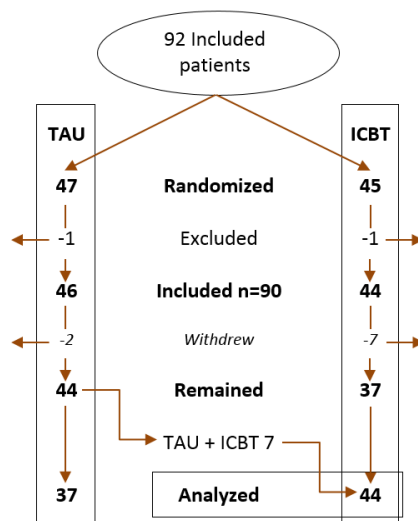 92 Included
patients
TAU ICBT
47 Randomized 45
-1 Excluded -1
46 Included n=90 44
-2 Withdrew -7
44 Remained 37
TAU + ICBT 7
37 Analyzed 44